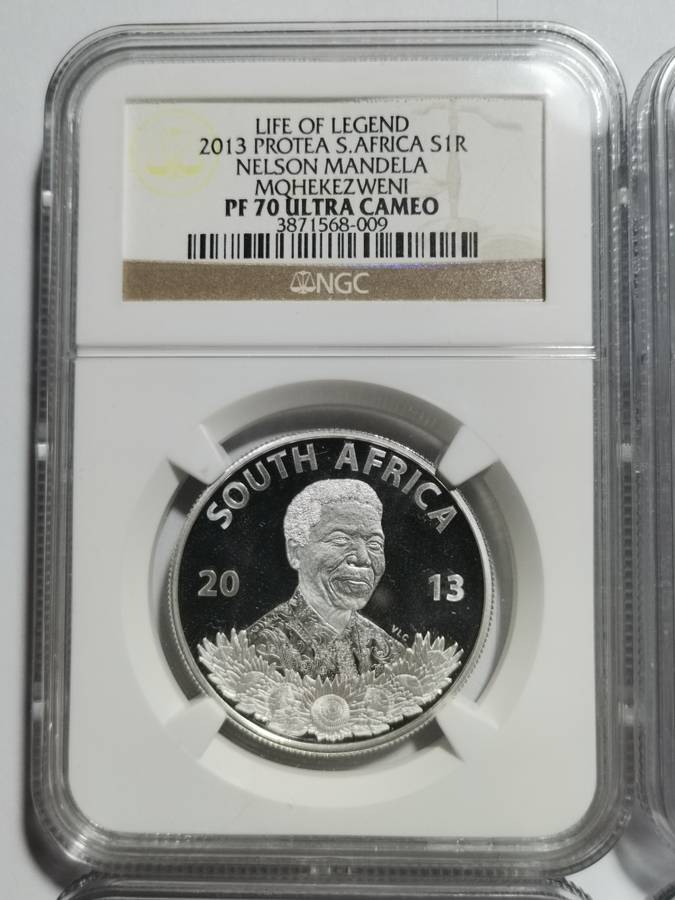 LIFE OF LEGEND
2013 PROTEA S.AFRICA S1R
NELSON MANDELA
MQHEKEZWENI
PF 70 ULTRA CAMEO
3871568-009
NGC
SOUTH AFRICA
20 13
VLC